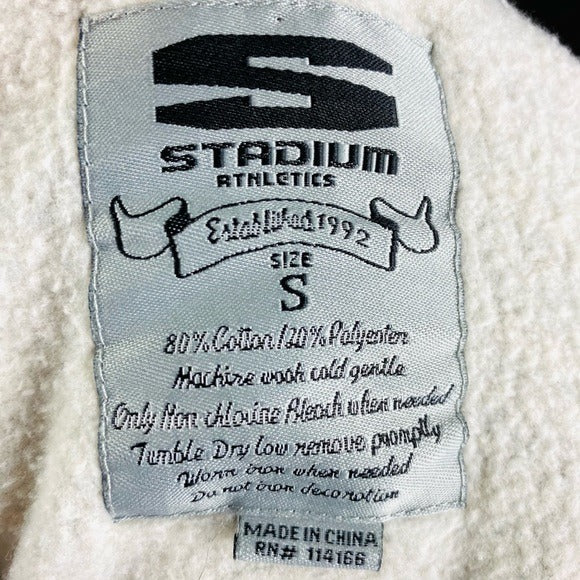 STADIUM
ATHLETICS
Established 1992
SIZE
S
80% Cotton/20% Polyester
Machine wash cold gentle
Only Non chlorine Bleach when needed
Tumble Dry low remove promptly
Warm iron when needed
Do not iron decoration
MADE IN CHINA
RN# 114166